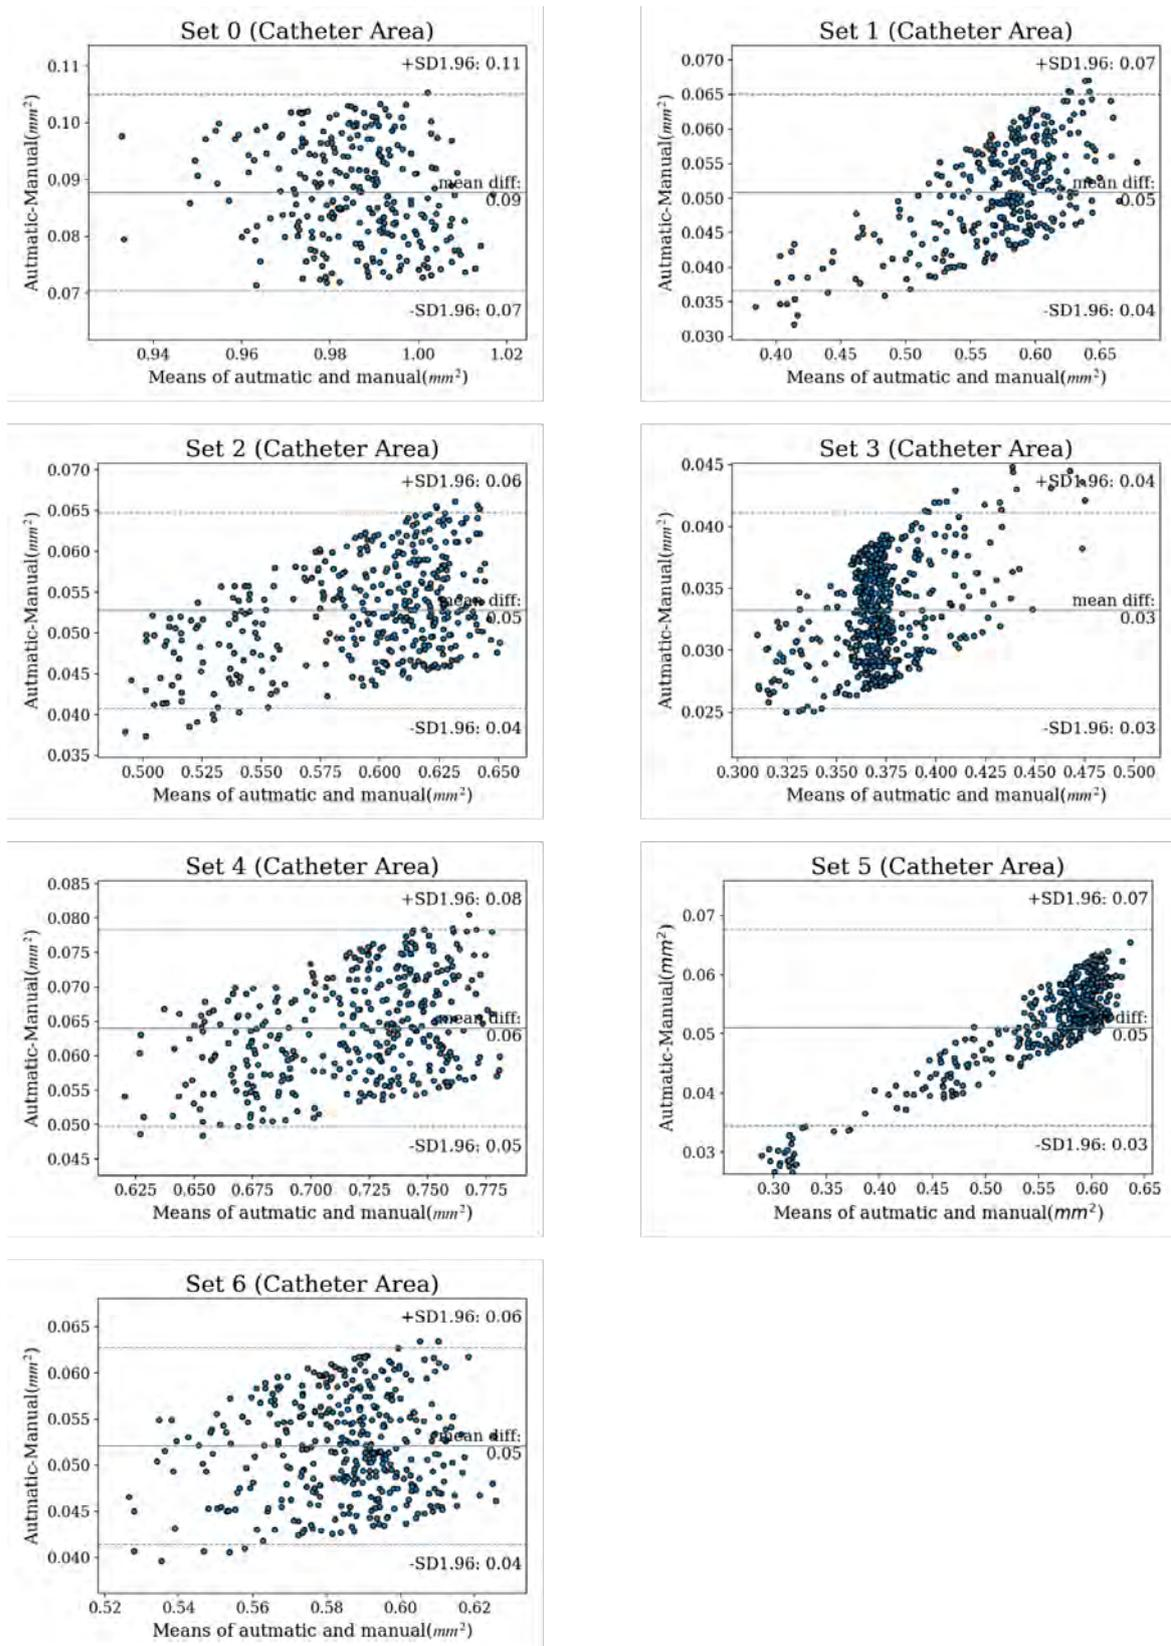 Set 0 (Catheter Area)
+SD1.96: 0.11
mean diff:
0.09
-SD1.96: 0.07
Autmatic-Manual(mm²)
0.11
0.10
0.09
0.08
0.07
0.94 0.96 0.98 1.00 1.02
Means of autmatic and manual(mm²)
Set 1 (Catheter Area)
+SD1.96: 0.07
mean diff:
0.05
-SD1.96: 0.04
Autmatic-Manual(mm²)
0.070
0.065
0.060
0.055
0.050
0.045
0.040
0.035
0.030
0.40 0.45 0.50 0.55 0.60 0.65
Means of autmatic and manual(mm²)
Set 2 (Catheter Area)
+SD1.96: 0.06
mean diff:
0.05
-SD1.96: 0.04
Autmatic-Manual(mm²)
0.070
0.065
0.060
0.055
0.050
0.045
0.040
0.035
0.500 0.525 0.550 0.575 0.600 0.625 0.650
Means of autmatic and manual(mm²)
Set 3 (Catheter Area)
+SD1.96: 0.04
mean diff:
0.03
-SD1.96: 0.03
Autmatic-Manual(mm²)
0.045
0.040
0.035
0.030
0.025
0.300 0.325 0.350 0.375 0.400 0.425 0.450 0.475 0.500
Means of autmatic and manual(mm²)
Set 4 (Catheter Area)
+SD1.96: 0.08
mean diff:
0.06
-SD1.96: 0.05
Autmatic-Manual(mm²)
0.085
0.080
0.075
0.070
0.065
0.060
0.055
0.050
0.045
0.625 0.650 0.675 0.700 0.725 0.750 0.775
Means of autmatic and manual(mm²)
Set 5 (Catheter Area)
+SD1.96: 0.07
diff:
0.05
-SD1.96: 0.03
Autmatic-Manual(mm²)
0.07
0.06
0.05
0.04
0.03
0.30 0.35 0.40 0.45 0.50 0.55 0.60 0.65
Means of autmatic and manual(mm²)
Set 6 (Catheter Area)
+SD1.96: 0.06
mean diff:
0.05
-SD1.96: 0.04
Autmatic-Manual(mm²)
0.065
0.060
0.055
0.050
0.045
0.040
0.52 0.54 0.56 0.58 0.60 0.62
Means of autmatic and manual(mm²)